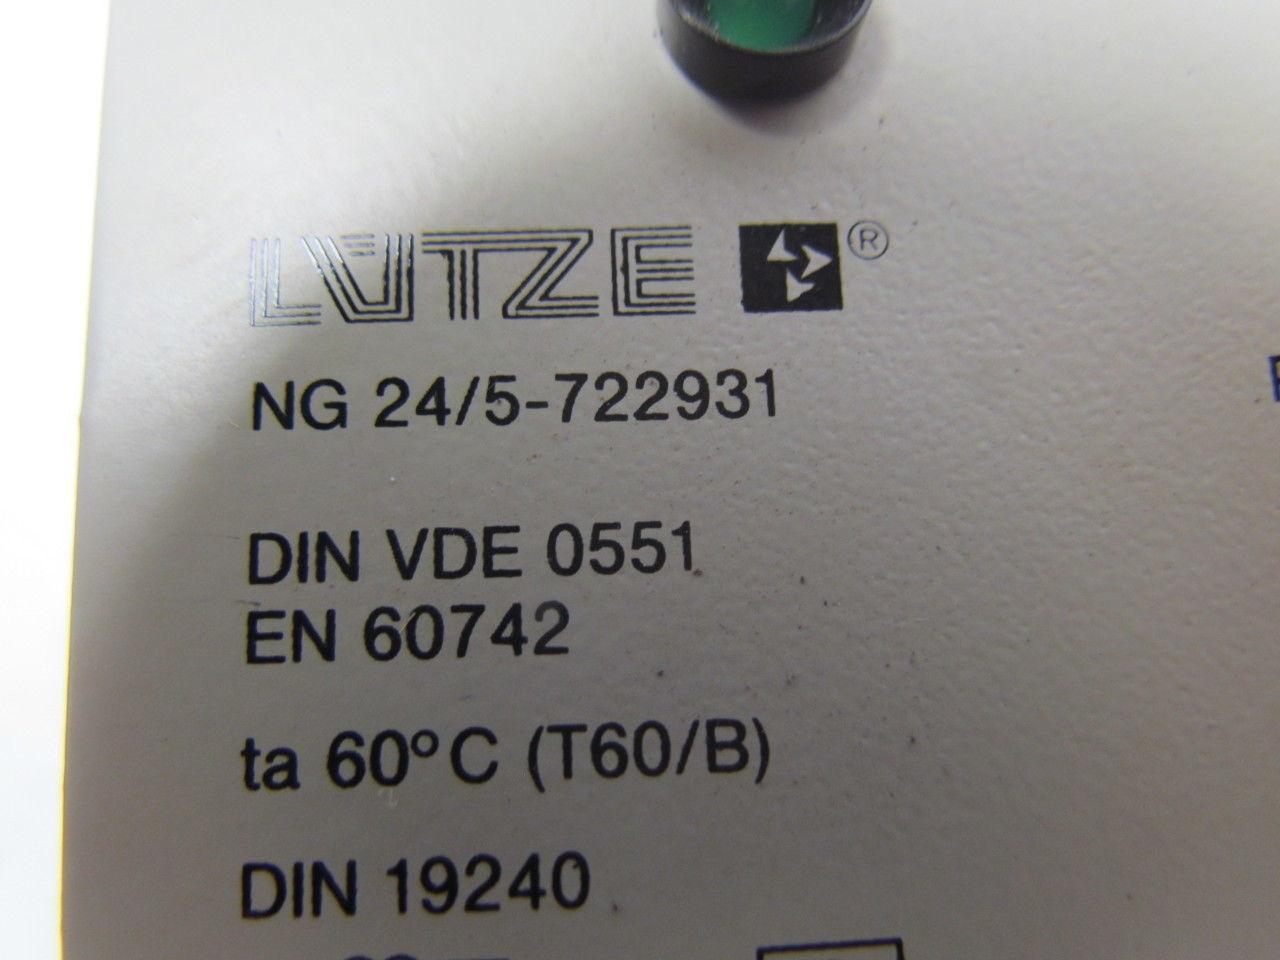 LÜTZE ®
NG 24/5-722931
DIN VDE 0551
EN 60742
ta 60°C (T60/B)
DIN 19240